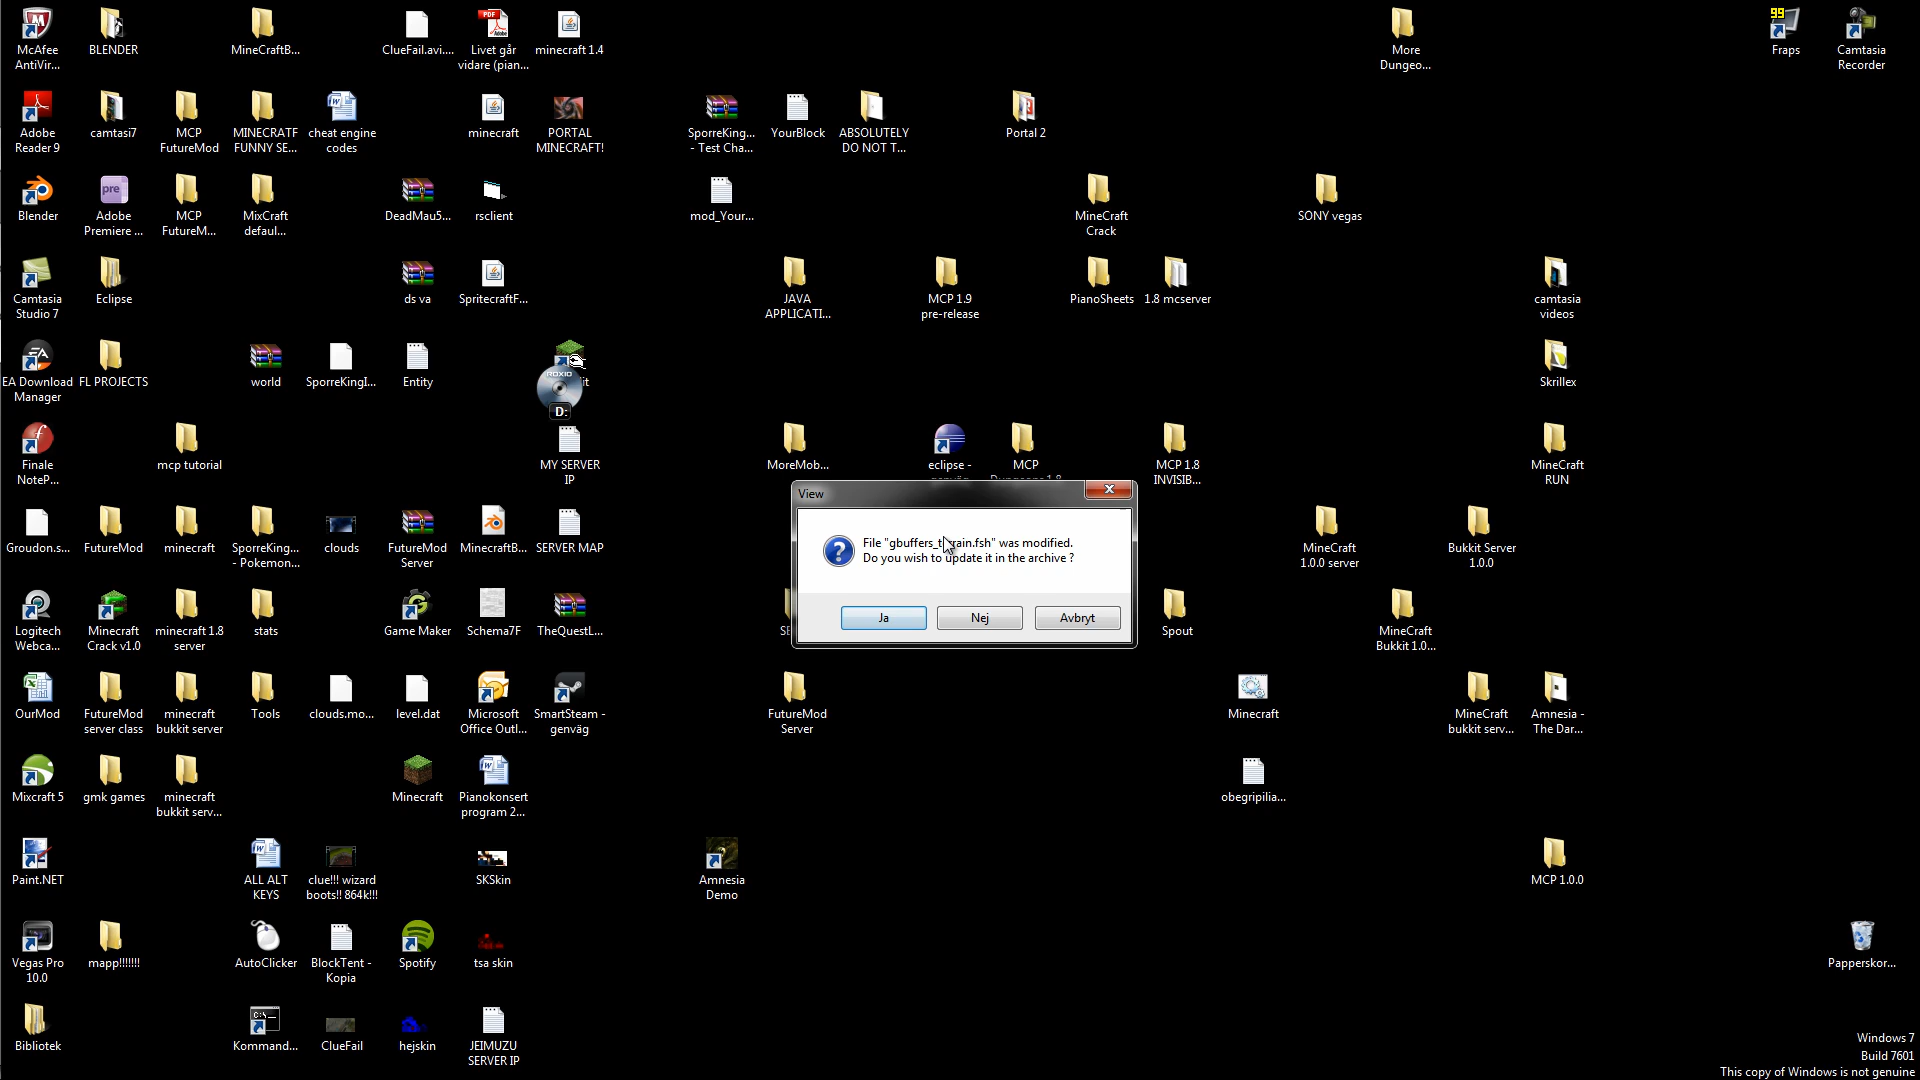 McAfee
AntiVir...
BLENDER
MineCraftB...
ClueFail.avi....
Livet går
vidare (pian...
minecraft 1.4
More
Dungeo...
99
Fraps
Camtasia
Recorder
Adobe
Reader 9
camtasi7
MCP
FutureMod
MINECRATF
FUNNY SE...
cheat engine
codes
minecraft
PORTAL
MINECRAFT!
SporreKing...
- Test Cha...
YourBlock
ABSOLUTELY
DO NOT T...
Portal 2
Blender
Adobe
Premiere ...
MCP
FutureM...
MixCraft
defaul...
DeadMau5...
rsclient
mod_Your...
MineCraft
Crack
SONY vegas
Camtasia
Studio 7
Eclipse
ds va
SpritecraftF...
JAVA
APPLICATI...
MCP 1.9
pre-release
PianoSheets
1.8 mcserver
camtasia
videos
EA Download
Manager
FL PROJECTS
world
SporreKingI...
Entity
ROXIO
D:
Skrillex
Finale
NoteP...
mcp tutorial
MY SERVER
IP
MoreMob...
eclipse -
MCP
MCP 1.8
INVISIB...
MineCraft
RUN
View
File "gbuffers_terrain.fsh" was modified.
Do you wish to update it in the archive ?
Ja
Nej
Avbryt
Groudon.s...
FutureMod
minecraft
SporreKing...
- Pokemon...
clouds
FutureMod
Server
MinecraftB...
SERVER MAP
MineCraft
1.0.0 server
Bukkit Server
1.0.0
Logitech
Webca...
Minecraft
Crack v1.0
minecraft 1.8
server
stats
Game Maker
Schema7F
TheQuestL...
Spout
MineCraft
Bukkit 1.0...
OurMod
FutureMod
server class
minecraft
bukkit server
Tools
clouds.mo...
level.dat
Microsoft
Office Outl...
SmartSteam -
genväg
FutureMod
Server
Minecraft
MineCraft
bukkit serv...
Amnesia -
The Dar...
Mixcraft 5
gmk games
minecraft
bukkit serv...
Minecraft
Pianokonsert
program 2...
obegripilia...
Paint.NET
ALL ALT
KEYS
clue!!! wizard
boots!! 864k!!!
SKSkin
Amnesia
Demo
MCP 1.0.0
Vegas Pro
10.0
mapp!!!!!!!
AutoClicker
BlockTent -
Kopia
Spotify
tsa skin
Papperskor...
Bibliotek
Kommand...
ClueFail
hejskin
JEIMUZU
SERVER IP
Windows 7
Build 7601
This copy of Windows is not genuine